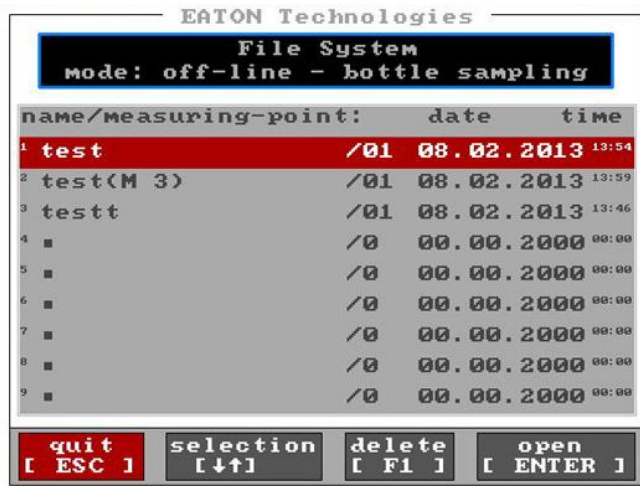 EATON Technologies
File System
mode: off-line - bottle sampling
name/measuring-point: date time
1 test /01 08.02.2013 13:54
2 test(M 3) /01 08.02.2013 13:59
3 testt /01 08.02.2013 13:46
4 ■ /0 00.00.2000 00:00
5 ■ /0 00.00.2000 00:00
6 ■ /0 00.00.2000 00:00
7 ■ /0 00.00.2000 00:00
8 ■ /0 00.00.2000 00:00
9 ■ /0 00.00.2000 00:00
quit selection delete open
[ ESC ] [↓↑] [ F1 ] [ ENTER ]